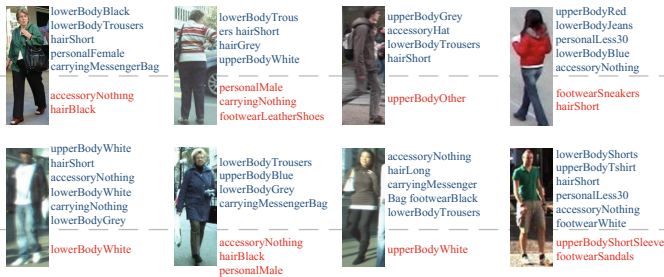 lowerBodyBlack
lowerBodyTrousers
hairShort
personalFemale
carryingMessengerBag
accessoryNothing
hairBlack
lowerBodyTrous
ers hairShort
hairGrey
upperBodyWhite
personalMale
carryingNothing
footwearLeatherShoes
upperBodyGrey
accessoryHat
lowerBodyTrousers
hairShort
upperBodyOther
upperBodyRed
lowerBodyJeans
personalLess30
lowerBodyBlue
accessoryNothing
footwearSneakers
hairShort
upperBodyWhite
hairShort
accessoryNothing
lowerBodyWhite
carryingNothing
lowerBodyGrey
lowerBodyWhite
lowerBodyTrousers
upperBodyBlue
lowerBodyGrey
carryingMessengerBag
accessoryNothing
hairBlack
personalMale
accessoryNothing
hairLong
carryingMessenger
Bag footwearBlack
lowerBodyTrousers
upperBodyWhite
lowerBodyShorts
upperBodyTshirt
hairShort
personalLess30
accessoryNothing
footwearWhite
upperBodyShortSleeve
footwearSandals